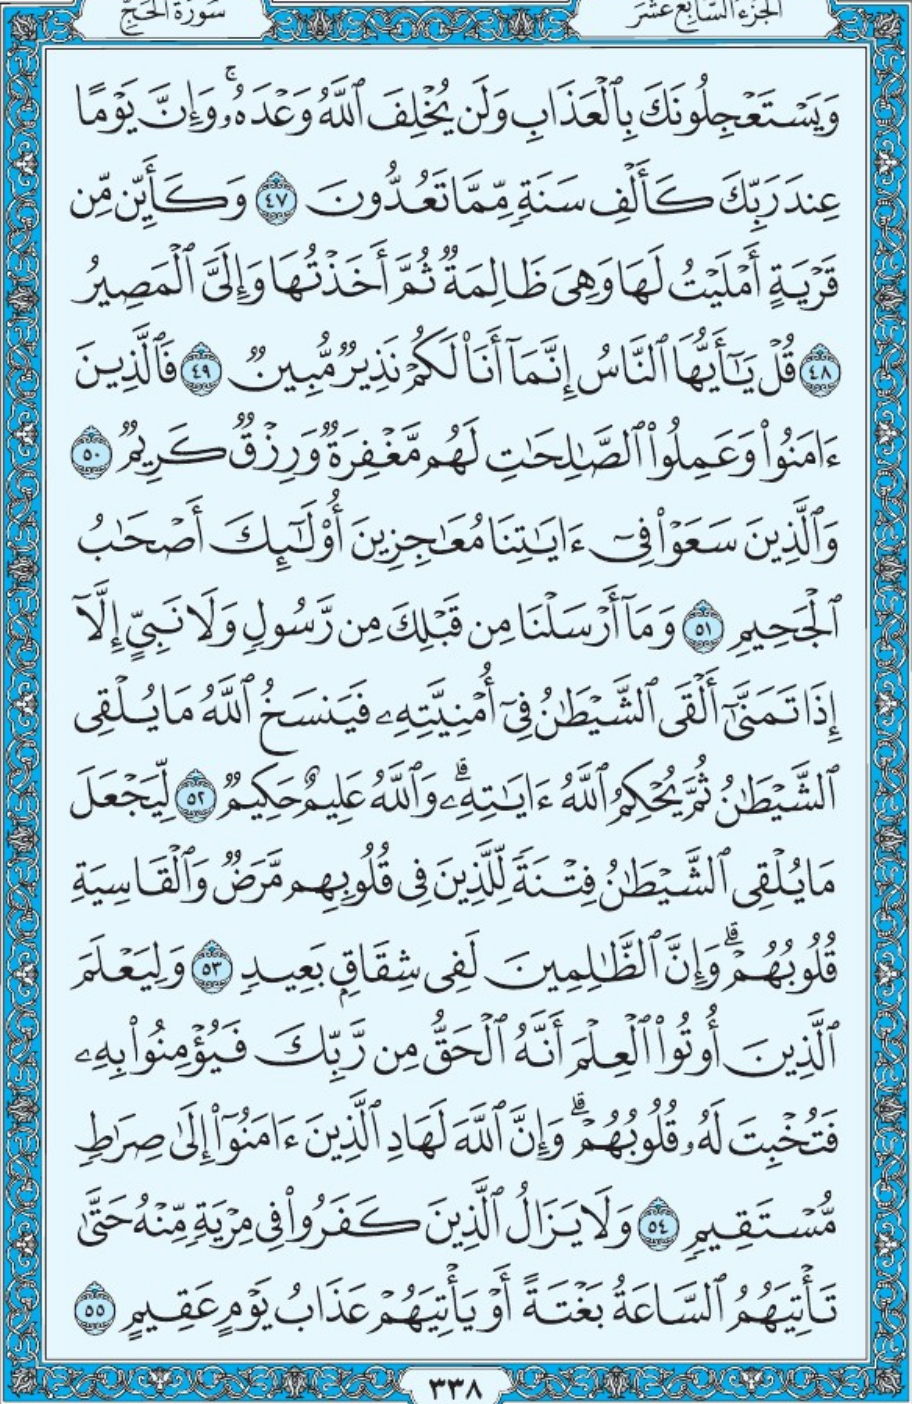 الجزء السابع عشر
سورة الحج
وَيَسْتَعْجِلُونَكَ بِٱلْعَذَابِ وَلَن يُخْلِفَ ٱللَّهُ وَعْدَهُۥۚ وَإِنَّ يَوْمًا
عِندَ رَبِّكَ كَأَلْفِ سَنَةٍ مِّمَّا تَعُدُّونَ ٤٧ وَكَأَيِّن مِّن
قَرْيَةٍ أَمْلَيْتُ لَهَا وَهِىَ ظَالِمَةٌ ثُمَّ أَخَذْتُهَا وَإِلَىَّ ٱلْمَصِيرُ
٤٨ قُلْ يَٰٓأَيُّهَا ٱلنَّاسُ إِنَّمَآ أَنَا۠ لَكُمْ نَذِيرٌ مُّبِينٌ ٤٩ فَٱلَّذِينَ
ءَامَنُوا۟ وَعَمِلُوا۟ ٱلصَّٰلِحَٰتِ لَهُم مَّغْفِرَةٌ وَرِزْقٌ كَرِيمٌ ٥٠
وَٱلَّذِينَ سَعَوْا۟ فِىٓ ءَايَٰتِنَا مُعَٰجِزِينَ أُو۟لَٰٓئِكَ أَصْحَٰبُ
ٱلْجَحِيمِ ٥١ وَمَآ أَرْسَلْنَا مِن قَبْلِكَ مِن رَّسُولٍ وَلَا نَبِىٍّ إِلَّآ
إِذَا تَمَنَّىٰٓ أَلْقَى ٱلشَّيْطَٰنُ فِىٓ أُمْنِيَّتِهِۦ فَيَنسَخُ ٱللَّهُ مَا يُلْقِى
ٱلشَّيْطَٰنُ ثُمَّ يُحْكِمُ ٱللَّهُ ءَايَٰتِهِۦۗ وَٱللَّهُ عَلِيمٌ حَكِيمٌ ٥٢ لِّيَجْعَلَ
مَا يُلْقِى ٱلشَّيْطَٰنُ فِتْنَةً لِّلَّذِينَ فِى قُلُوبِهِم مَّرَضٌ وَٱلْقَاسِيَةِ
قُلُوبُهُمْۗ وَإِنَّ ٱلظَّٰلِمِينَ لَفِى شِقَاقٍۭ بَعِيدٍ ٥٣ وَلِيَعْلَمَ
ٱلَّذِينَ أُوتُوا۟ ٱلْعِلْمَ أَنَّهُ ٱلْحَقُّ مِن رَّبِّكَ فَيُؤْمِنُوا۟ بِهِۦ
فَتُخْبِتَ لَهُۥ قُلُوبُهُمْۗ وَإِنَّ ٱللَّهَ لَهَادِ ٱلَّذِينَ ءَامَنُوٓا۟ إِلَىٰ صِرَٰطٍ
مُّسْتَقِيمٍ ٥٤ وَلَا يَزَالُ ٱلَّذِينَ كَفَرُوا۟ فِى مِرْيَةٍ مِّنْهُ حَتَّىٰ
تَأْتِيَهُمُ ٱلسَّاعَةُ بَغْتَةً أَوْ يَأْتِيَهُمْ عَذَابُ يَوْمٍ عَقِيمٍ ٥٥
٣٣٨